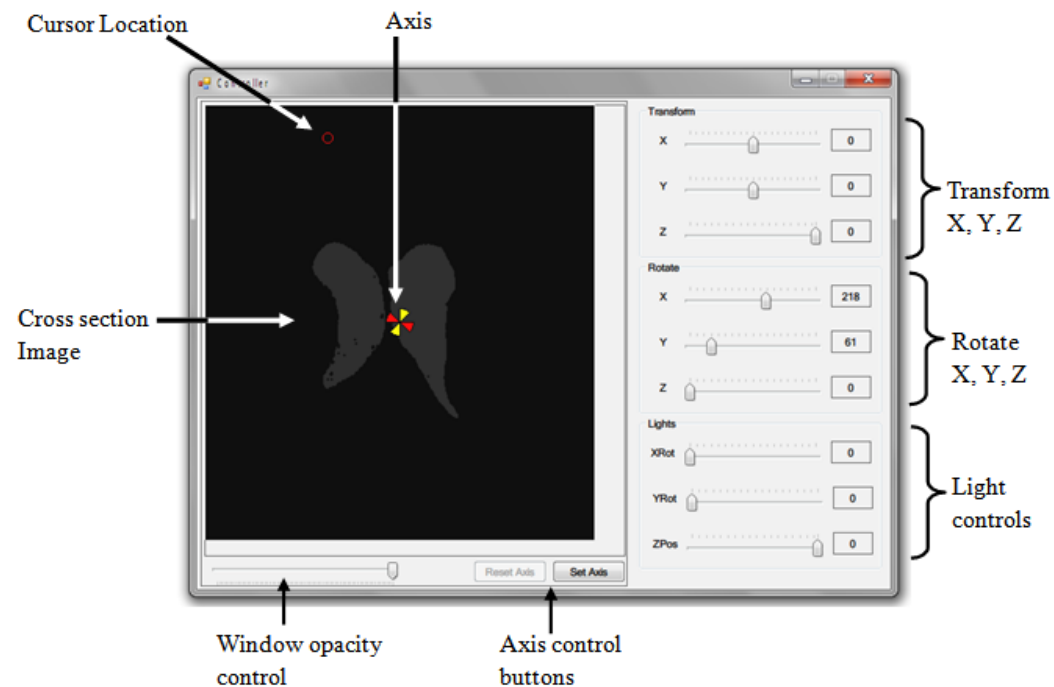 Cursor Location
Axis
Controller
Transform
X 0
Y 0
Z 0
Transform
X, Y, Z
Rotate
X 218
Y 61
Z 0
Rotate
X, Y, Z
Cross section
Image
Lights
XRot 0
YRot 0
ZPos 0
Light
controls
Reset Axis
Set Axis
Window opacity
control
Axis control
buttons